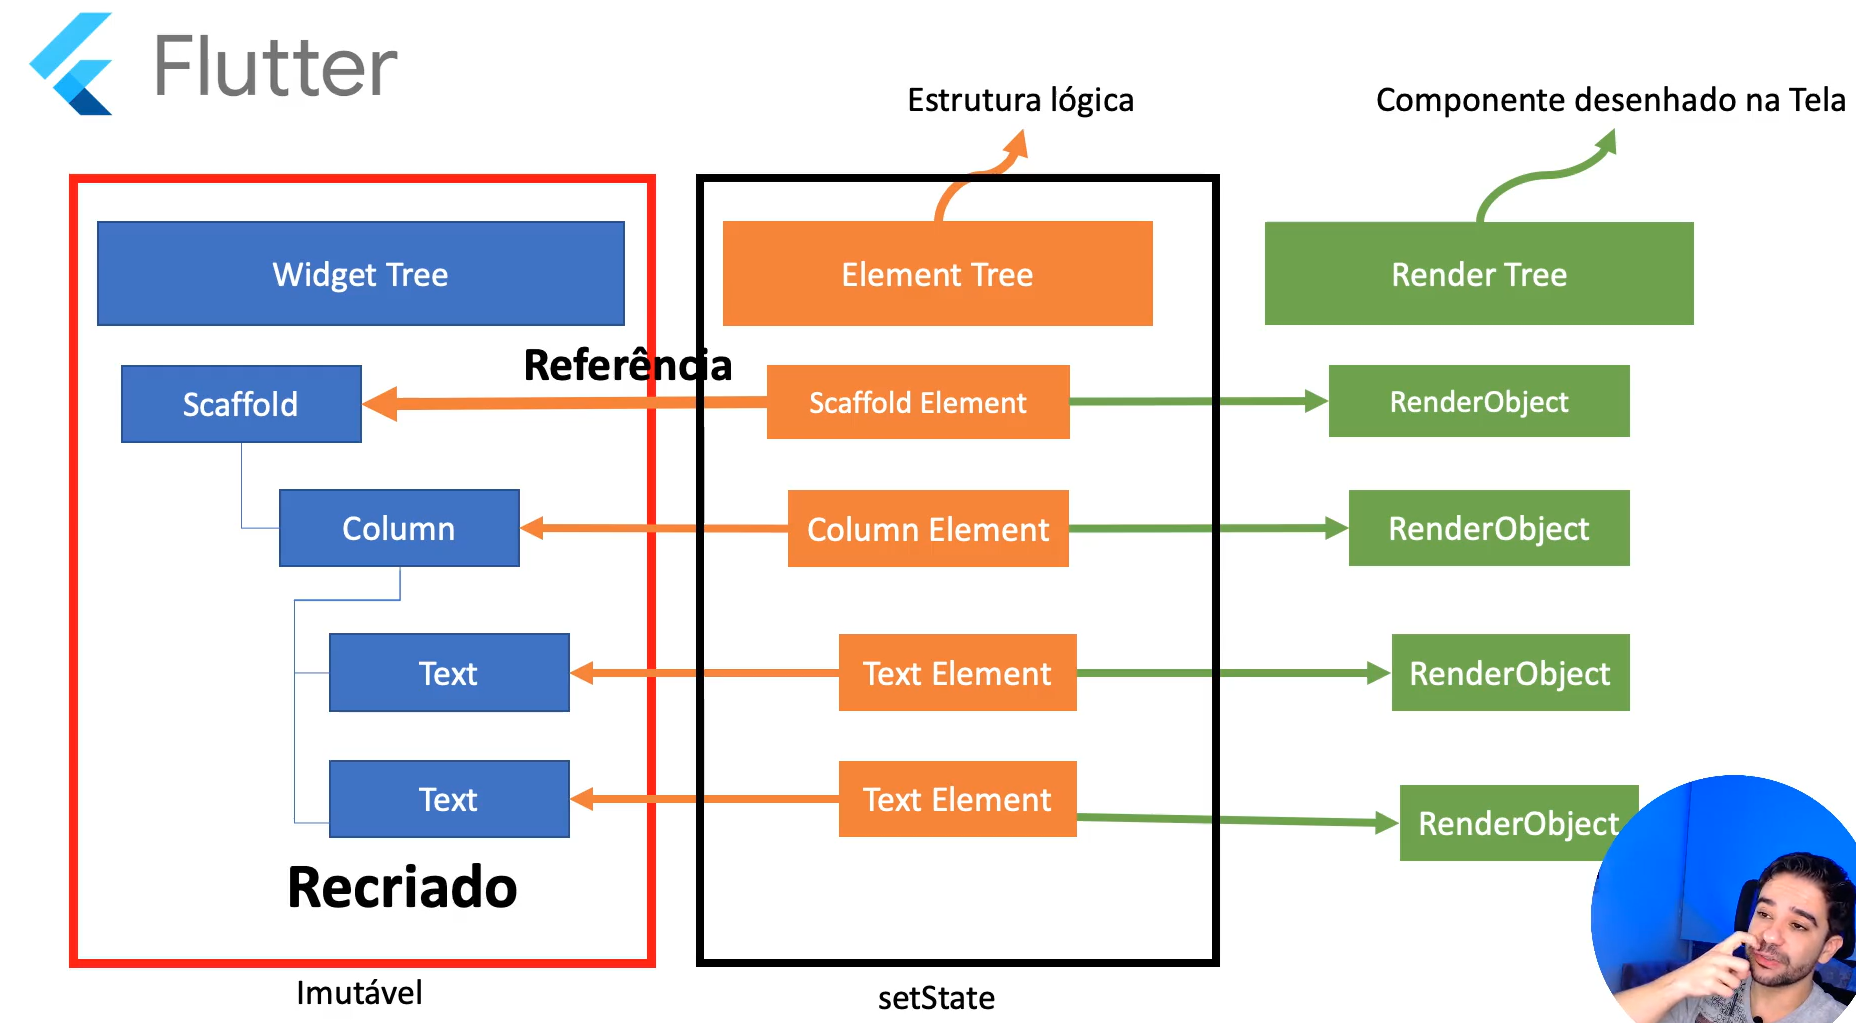 Flutter
Estrutura lógica
Componente desenhado na Tela
Widget Tree
Element Tree
Render Tree
Referência
Scaffold
Scaffold Element
RenderObject
Column
Column Element
RenderObject
Text
Text Element
RenderObject
Text
Text Element
RenderObject
Recriado
Imutável
setState